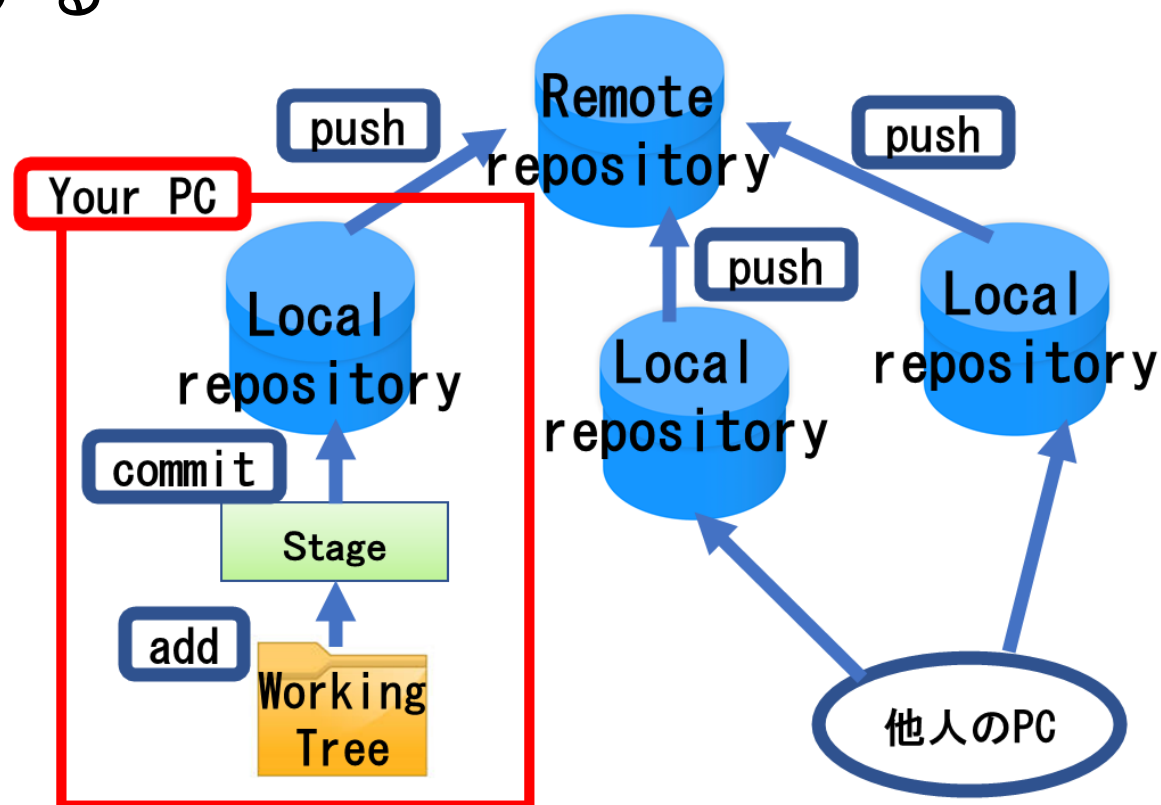 Remote
repository
push
push
Your PC
push
Local
repository
Local
repository
Local
repository
commit
Stage
add
Working
Tree
他人のPC